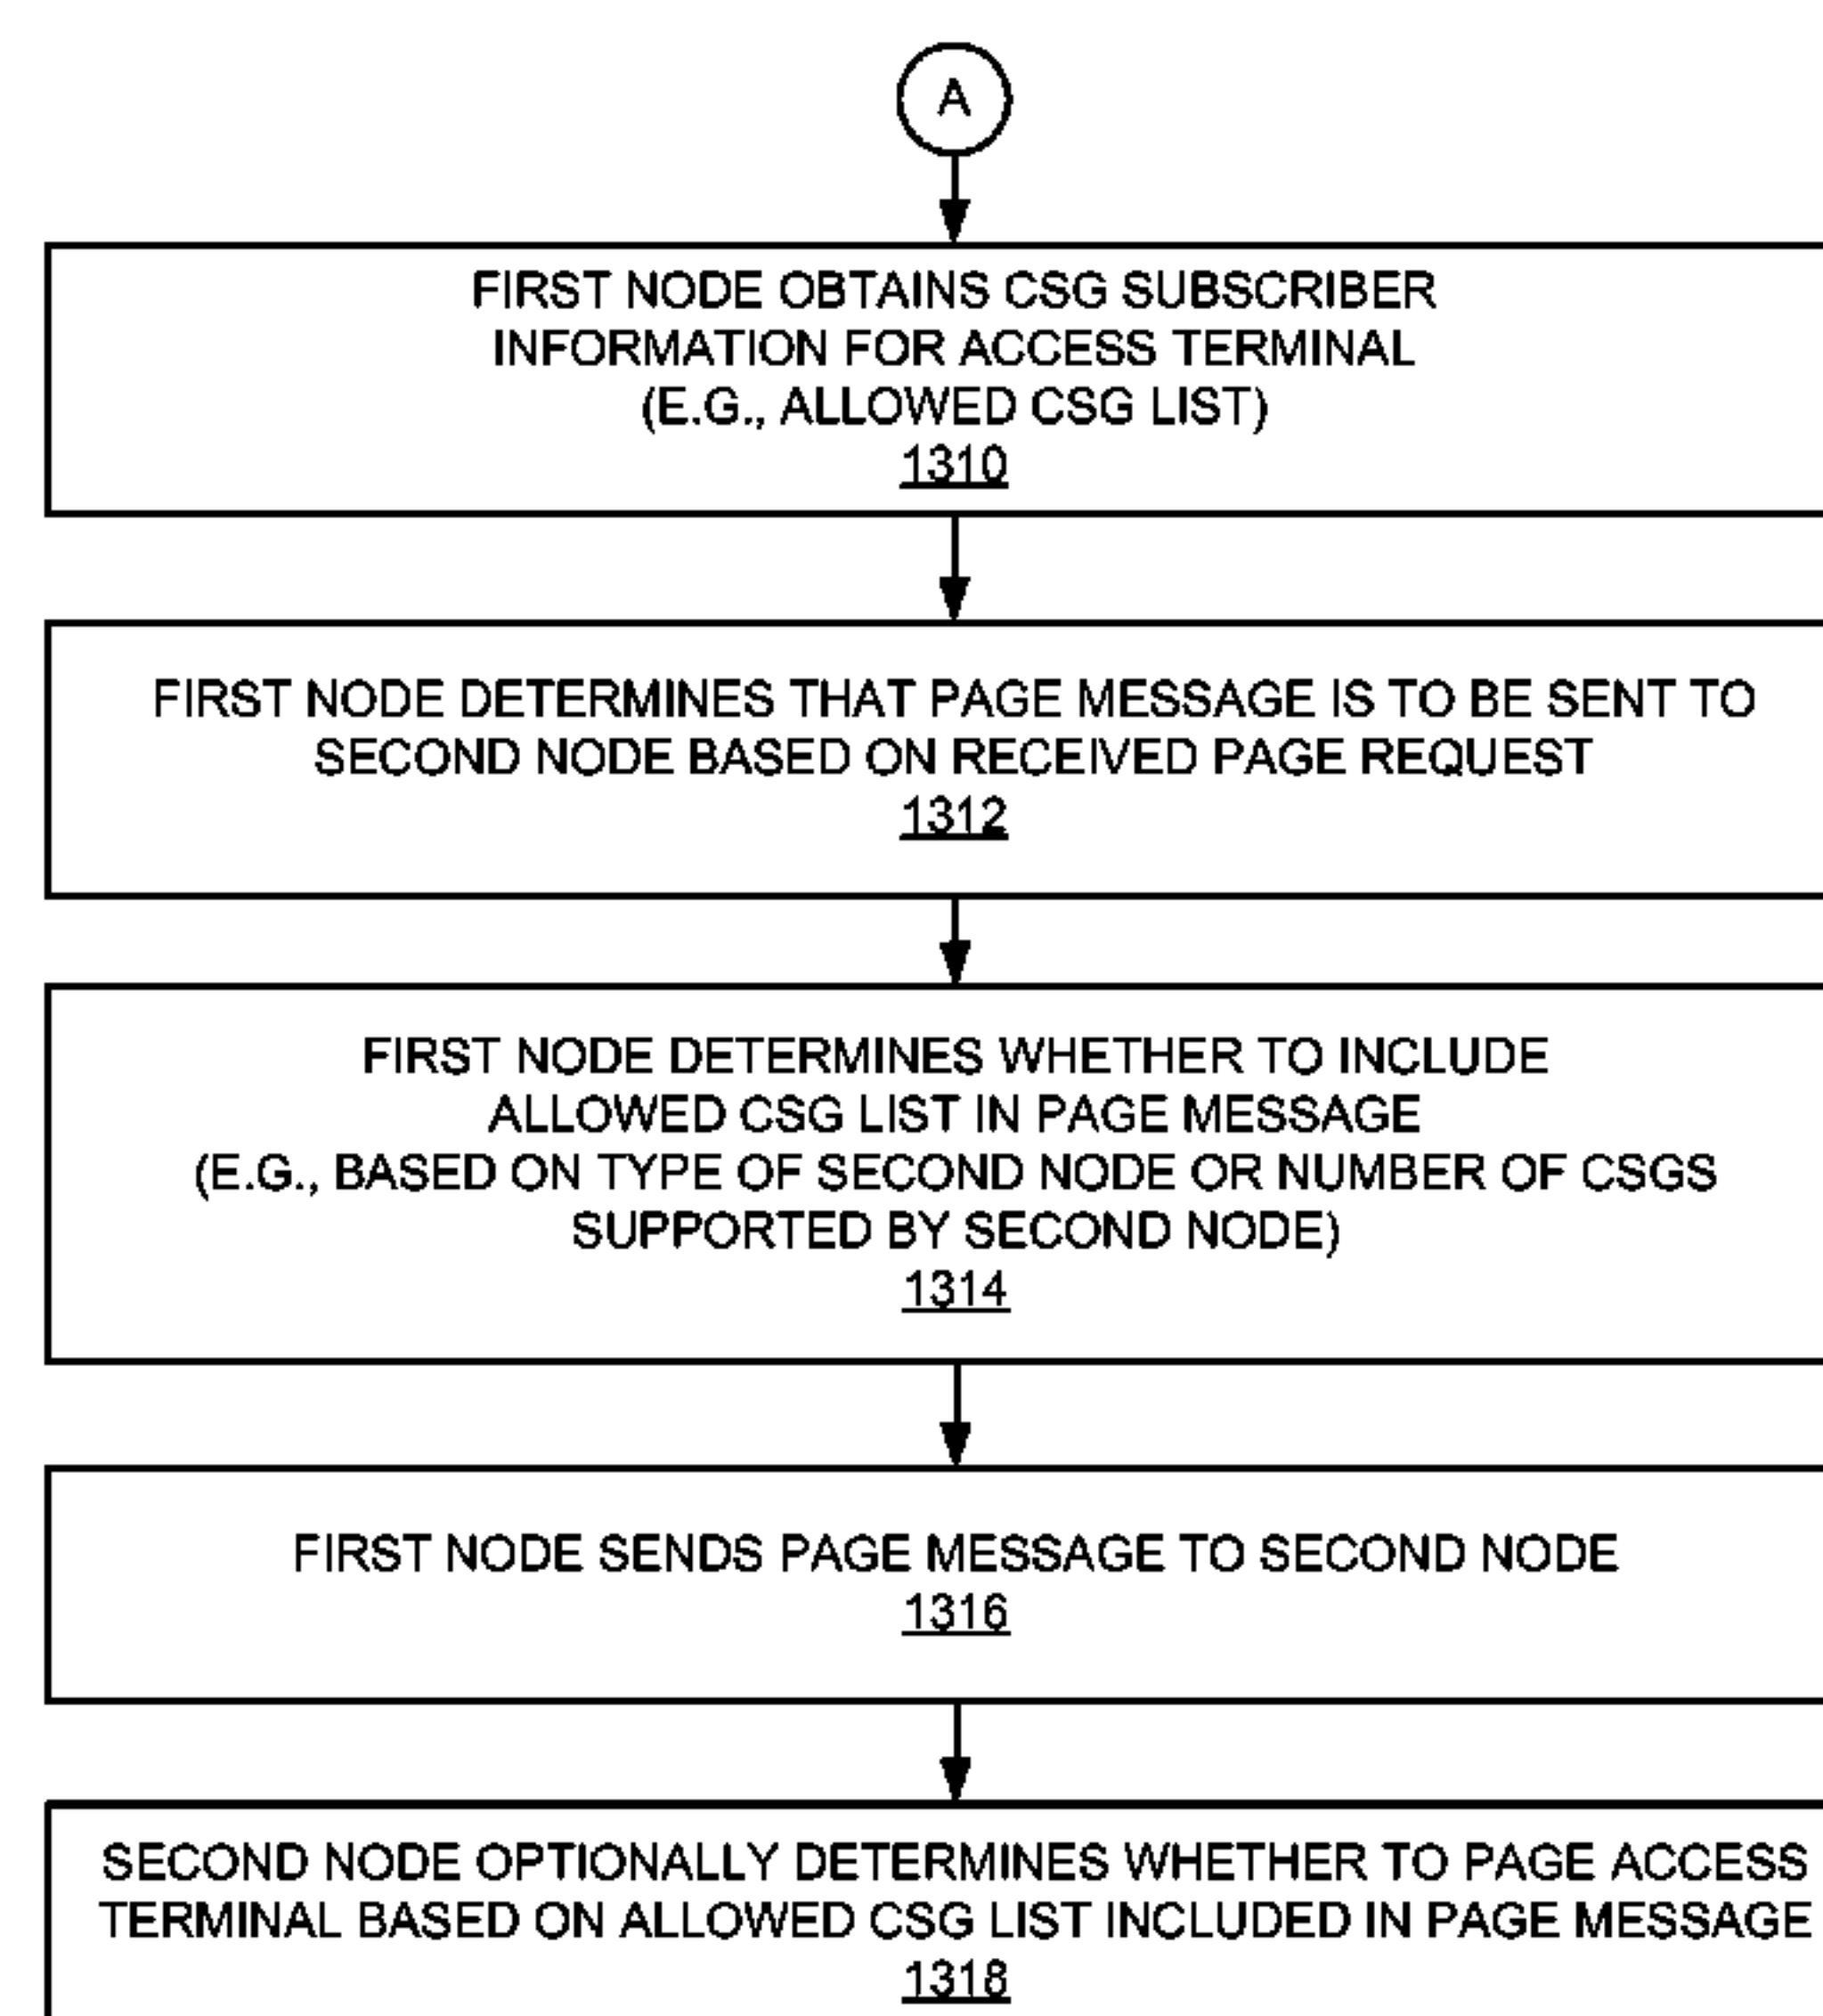 A
FIRST NODE OBTAINS CSG SUBSCRIBER
INFORMATION FOR ACCESS TERMINAL
(E.G., ALLOWED CSG LIST)
1310
FIRST NODE DETERMINES THAT PAGE MESSAGE IS TO BE SENT TO
SECOND NODE BASED ON RECEIVED PAGE REQUEST
1312
FIRST NODE DETERMINES WHETHER TO INCLUDE
ALLOWED CSG LIST IN PAGE MESSAGE
(E.G., BASED ON TYPE OF SECOND NODE OR NUMBER OF CSGS
SUPPORTED BY SECOND NODE)
1314
FIRST NODE SENDS PAGE MESSAGE TO SECOND NODE
1316
SECOND NODE OPTIONALLY DETERMINES WHETHER TO PAGE ACCESS
TERMINAL BASED ON ALLOWED CSG LIST INCLUDED IN PAGE MESSAGE
1318